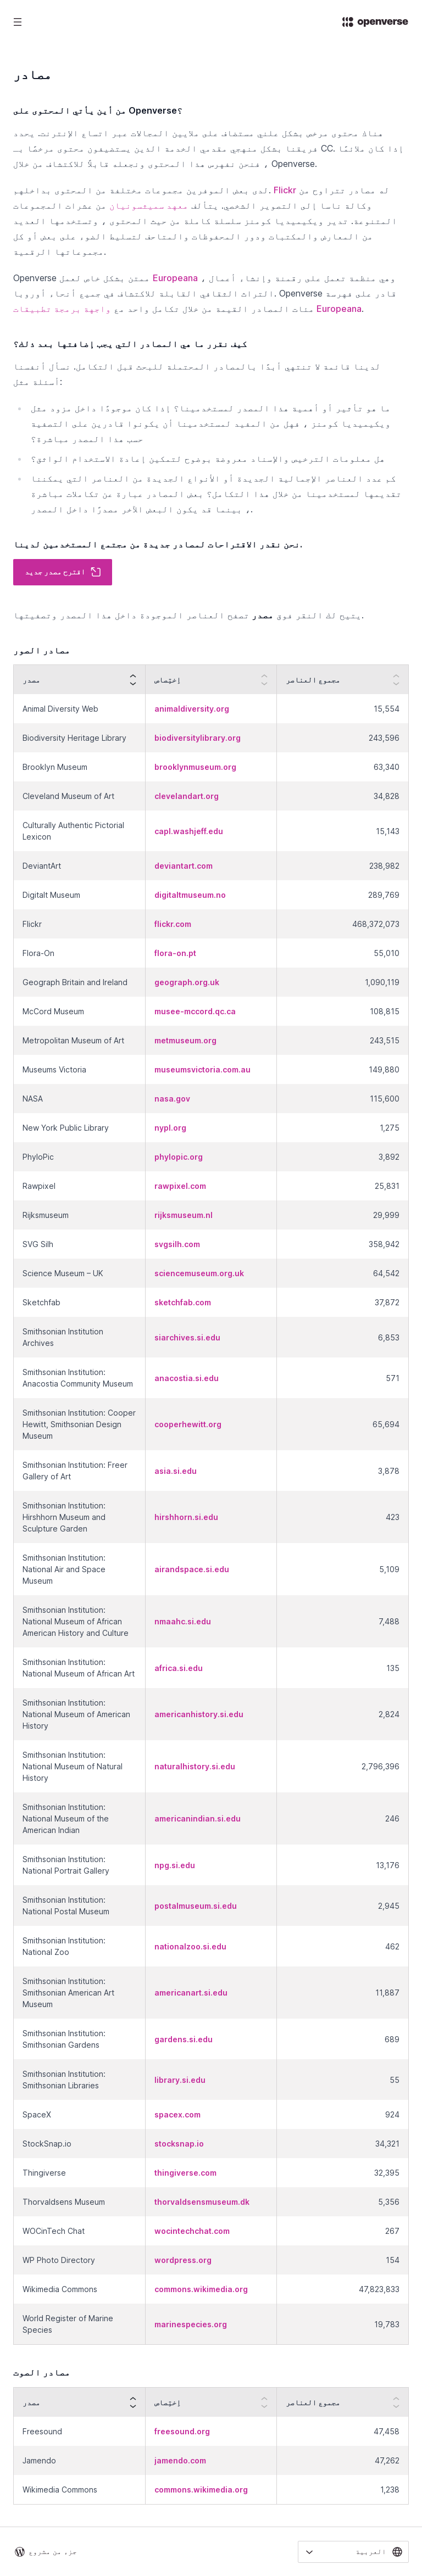 openverse
مصادر
من أين يأتي المحتوى على Openverse؟
هناك محتوى مرخص بشكل علني مستضاف على ملايين المجالات عبر اتساع الإنترنت. يحدد
فريقنا بشكل منهجي مقدمي الخدمة الذين يستضيفون محتوى مرخصًا بـ CC. إذا كان ملائمًا
، فنحن نفهرس هذا المحتوى ونجعله قابلًا للاكتشاف من خلال Openverse.
لدى بعض الموفرين مجموعات مختلفة من المحتوى بداخلهم. Flickr له مصادر تتراوح من
وكالة ناسا إلى التصوير الشخصي. يتألف معهد سميثسونيان من عشرات المجموعات
المتنوعة. تدير ويكيميديا كومنز سلسلة كاملة من حيث المحتوى ، وتستخدمها العديد
من المعارض والمكتبات ودور المحفوظات والمتاحف لتسليط الضوء على بعض أو كل
مجموعاتها الرقمية.
Openverse ممتن بشكل خاص لعمل Europeana ، وهي منظمة تعمل على رقمنة وإنشاء أعمال
التراث الثقافي القابلة للاكتشاف في جميع أنحاء أوروبا. Openverse قادر على فهرسة
مئات المصادر القيمة من خلال تكامل واحد مع واجهة برمجة تطبيقات Europeana.
كيف نقرر ما هي المصادر التي يجب إضافتها بعد ذلك؟
لدينا قائمة لا تنتهي أبدًا بالمصادر المحتملة للبحث قبل التكامل. نسأل أنفسنا
أسئلة مثل:
ما هو تأثير أو أهمية هذا المصدر لمستخدمينا؟ إذا كان موجودًا داخل مزود مثل
ويكيميديا كومنز ، فهل من المفيد لمستخدمينا أن يكونوا قادرين على التصفية
حسب هذا المصدر مباشرة؟
هل معلومات الترخيص والإسناد معروضة بوضوح لتمكين إعادة الاستخدام الواثق؟
كم عدد العناصر الإجمالية الجديدة أو الأنواع الجديدة من العناصر التي يمكننا
تقديمها لمستخدمينا من خلال هذا التكامل؟ بعض المصادر عبارة عن تكاملات مباشرة
، بينما قد يكون البعض الآخر مصدرًا داخل المصدر.
نحن نقدر الاقتراحات لمصادر جديدة من مجتمع المستخدمين لدينا.
اقترح مصدر جديد
يتيح لك النقر فوق مصدر تصفح العناصر الموجودة داخل هذا المصدر وتصفيتها.
مصادر الصور
مصدر إختِصاص مجموع العناصر
Animal Diversity Web animaldiversity.org 15,554
Biodiversity Heritage Library biodiversitylibrary.org 243,596
Brooklyn Museum brooklynmuseum.org 63,340
Cleveland Museum of Art clevelandart.org 34,828
Culturally Authentic Pictorial
Lexicon capl.washjeff.edu 15,143
DeviantArt deviantart.com 238,982
Digitalt Museum digitaltmuseum.no 289,769
Flickr flickr.com 468,372,073
Flora-On flora-on.pt 55,010
Geograph Britain and Ireland geograph.org.uk 1,090,119
McCord Museum musee-mccord.qc.ca 108,815
Metropolitan Museum of Art metmuseum.org 243,515
Museums Victoria museumsvictoria.com.au 149,880
NASA nasa.gov 115,600
New York Public Library nypl.org 1,275
PhyloPic phylopic.org 3,892
Rawpixel rawpixel.com 25,831
Rijksmuseum rijksmuseum.nl 29,999
SVG Silh svgsilh.com 358,942
Science Museum – UK sciencemuseum.org.uk 64,542
Sketchfab sketchfab.com 37,872
Smithsonian Institution
Archives siarchives.si.edu 6,853
Smithsonian Institution:
Anacostia Community Museum anacostia.si.edu 571
Smithsonian Institution: Cooper
Hewitt, Smithsonian Design
Museum cooperhewitt.org 65,694
Smithsonian Institution: Freer
Gallery of Art asia.si.edu 3,878
Smithsonian Institution:
Hirshhorn Museum and
Sculpture Garden hirshhorn.si.edu 423
Smithsonian Institution:
National Air and Space
Museum airandspace.si.edu 5,109
Smithsonian Institution:
National Museum of African
American History and Culture nmaahc.si.edu 7,488
Smithsonian Institution:
National Museum of African Art africa.si.edu 135
Smithsonian Institution:
National Museum of American
History americanhistory.si.edu 2,824
Smithsonian Institution:
National Museum of Natural
History naturalhistory.si.edu 2,796,396
Smithsonian Institution:
National Museum of the
American Indian americanindian.si.edu 246
Smithsonian Institution:
National Portrait Gallery npg.si.edu 13,176
Smithsonian Institution:
National Postal Museum postalmuseum.si.edu 2,945
Smithsonian Institution:
National Zoo nationalzoo.si.edu 462
Smithsonian Institution:
Smithsonian American Art
Museum americanart.si.edu 11,887
Smithsonian Institution:
Smithsonian Gardens gardens.si.edu 689
Smithsonian Institution:
Smithsonian Libraries library.si.edu 55
SpaceX spacex.com 924
StockSnap.io stocksnap.io 34,321
Thingiverse thingiverse.com 32,395
Thorvaldsens Museum thorvaldsensmuseum.dk 5,356
WOCinTech Chat wocintechchat.com 267
WP Photo Directory wordpress.org 154
Wikimedia Commons commons.wikimedia.org 47,823,833
World Register of Marine
Species marinespecies.org 19,783
مصادر الصوت
مصدر إختِصاص مجموع العناصر
Freesound freesound.org 47,458
Jamendo jamendo.com 47,262
Wikimedia Commons commons.wikimedia.org 1,238
جزء من مشروع
العربية